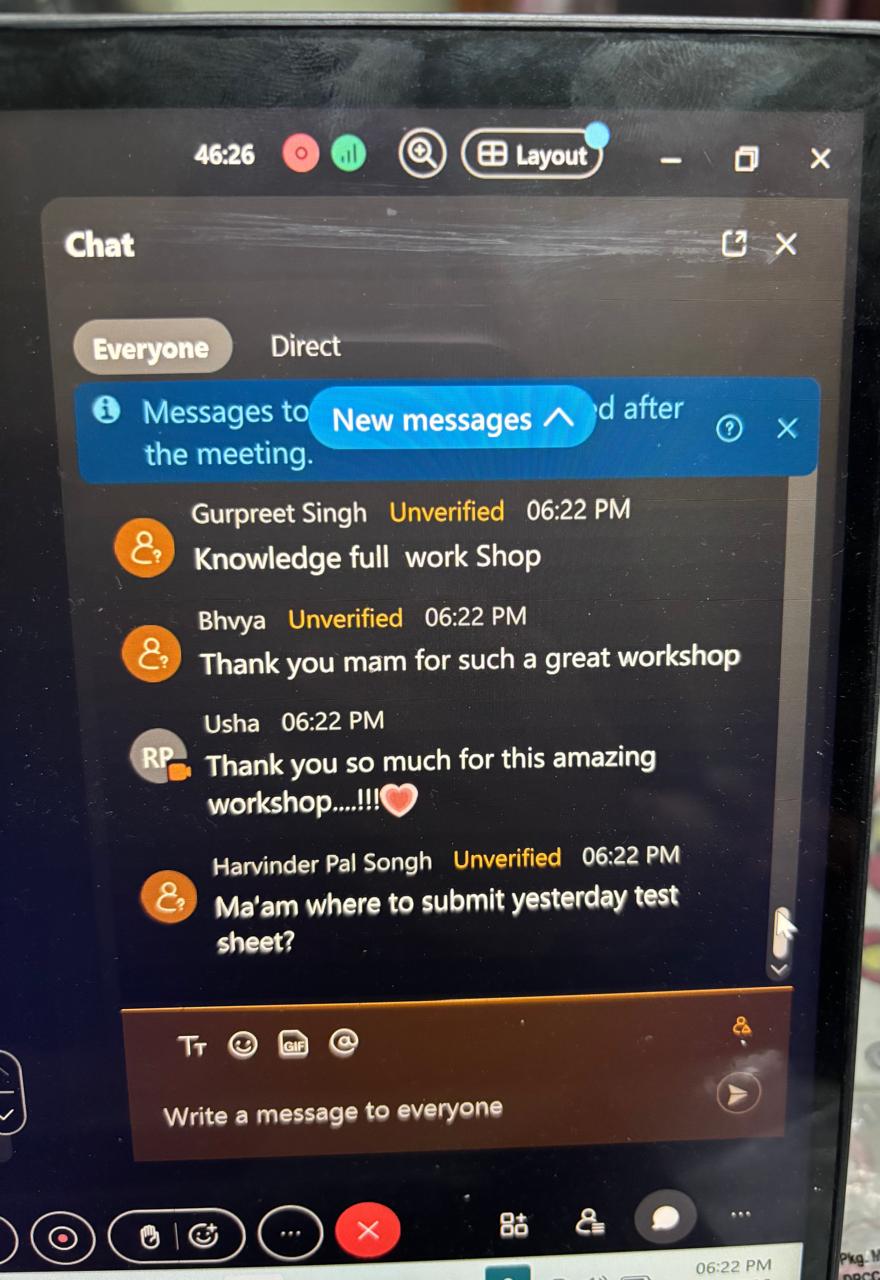 46:26
Layout
Chat
Everyone Direct
Messages to New messages d after
the meeting.
Gurpreet Singh Unverified 06:22 PM
Knowledge full work Shop
Bhvya Unverified 06:22 PM
Thank you mam for such a great workshop
Usha 06:22 PM
RP
Thank you so much for this amazing
workshop....!!!❤️
Harvinder Pal Songh Unverified 06:22 PM
Ma'am where to submit yesterday test
sheet?
GIF
Write a message to everyone
06:22 PM
Pkg. M